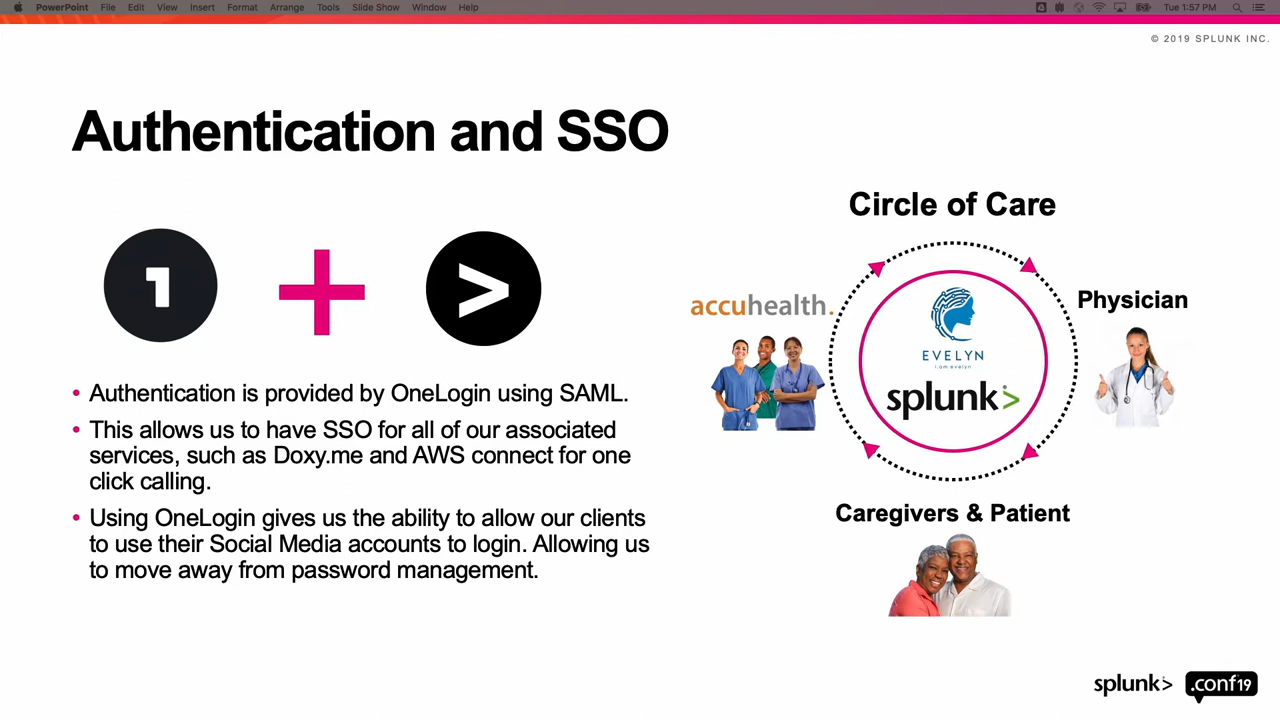 PowerPoint File Edit View Insert Format Arrange Tools Slide Show Window Help Tue 1:57 PM
© 2019 SPLUNK INC.
Authentication and SSO
1 + >
• Authentication is provided by OneLogin using SAML.
• This allows us to have SSO for all of our associated
services, such as Doxy.me and AWS connect for one
click calling.
• Using OneLogin gives us the ability to allow our clients
to use their Social Media accounts to login. Allowing us
to move away from password management.
Circle of Care
accuhealth.
EVELYN
i.am.evelyn
splunk>
Physician
Caregivers & Patient
splunk> .conf19